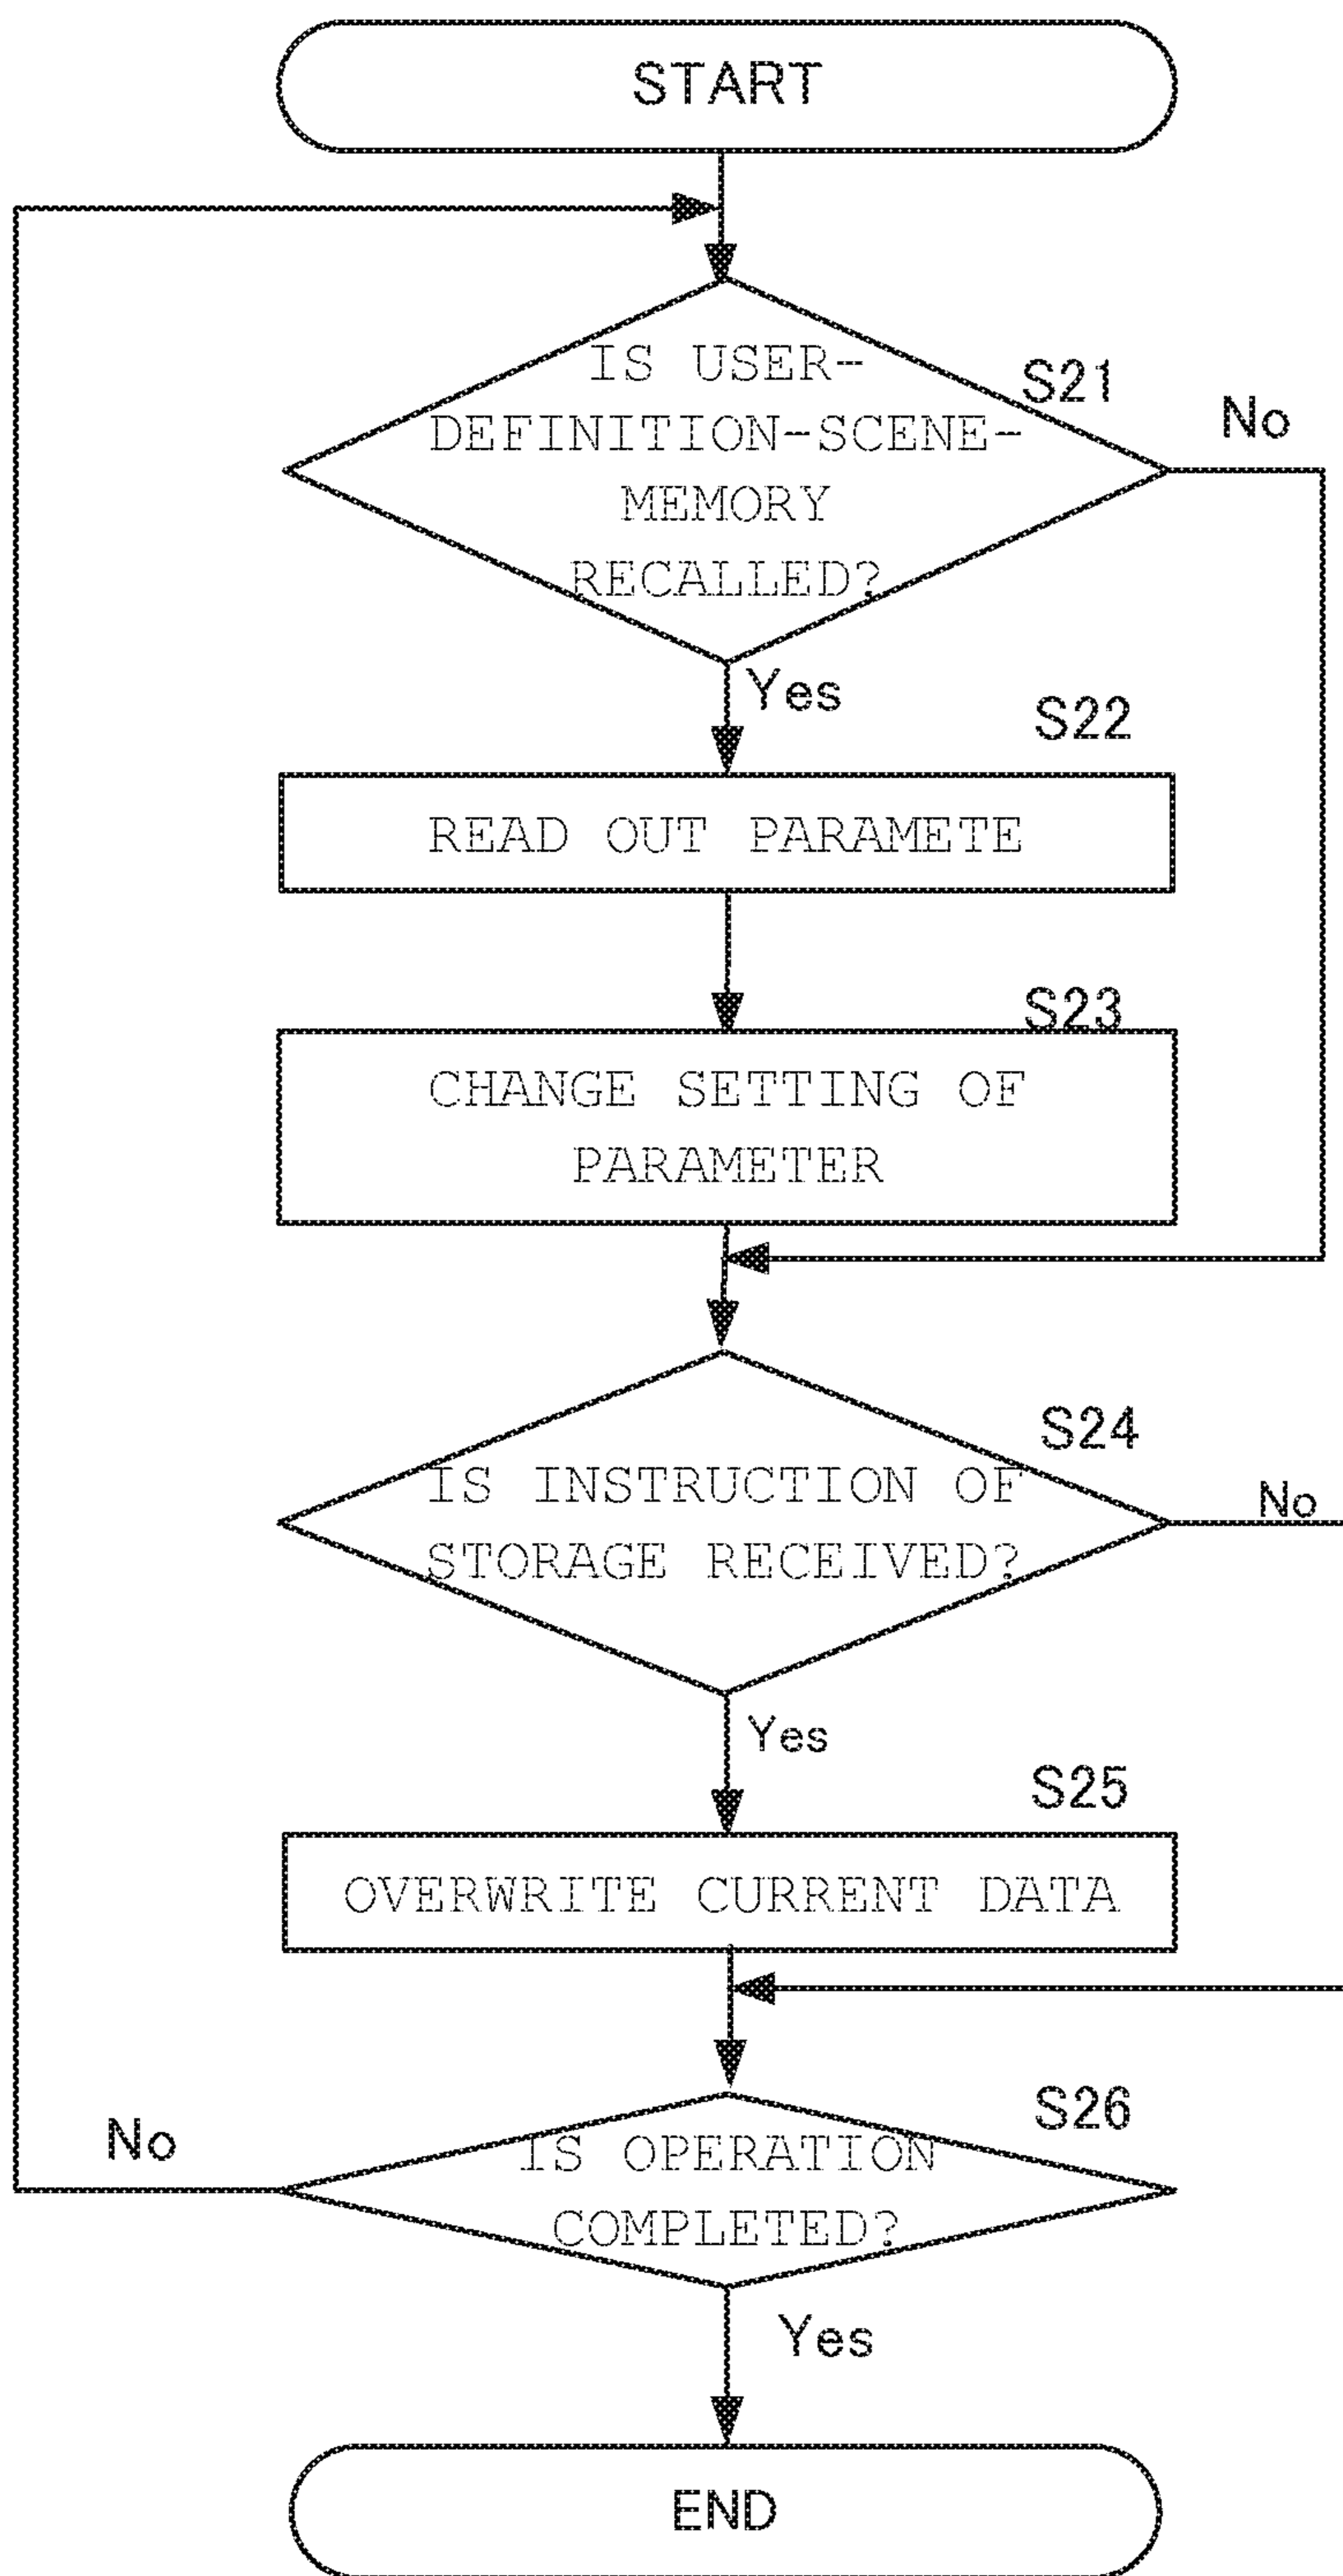 START
IS USER-
S21
DEFINITION-SCENE-
No
MEMORY
RECALLED?
Yes
S22
READ OUT PARAMETE
S23
CHANGE SETTING OF
PARAMETER
S24
IS INSTRUCTION OF
No
STORAGE RECEIVED?
Yes
S25
OVERWRITE CURRENT DATA
S26
No
IS OPERATION
COMPLETED?
Yes
END